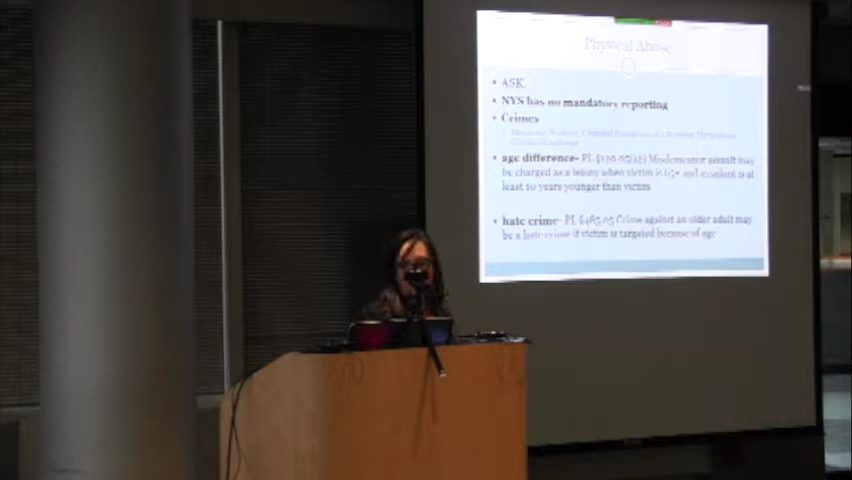 Physical Abuse
• ASK.
• NYS has no mandatory reporting
• Crimes
• age difference- PL §120.05(12) Misdemeanor assault may
be charged as a felony when victim is 65+ and assailant is at
least 10 years younger than victim
• hate crime- PL §485.05 Crime against an older adult may
be a hate crime if victim is targeted because of age